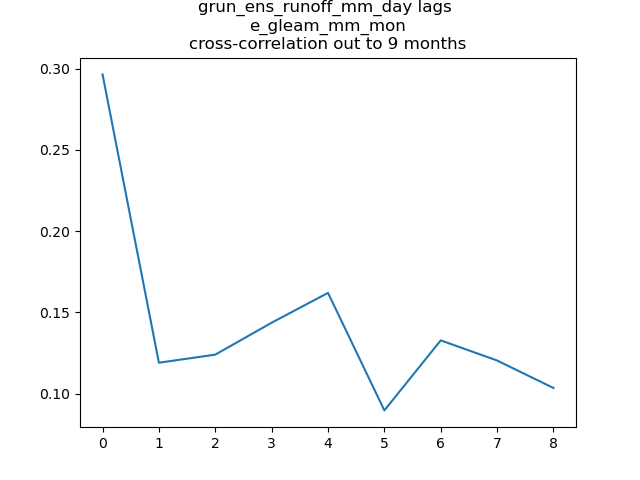 grun_ens_runoff_mm_day lags
e_gleam_mm_mon
cross-correlation out to 9 months
0.30
0.25
0.20
0.15
0.10
0 1 2 3 4 5 6 7 8